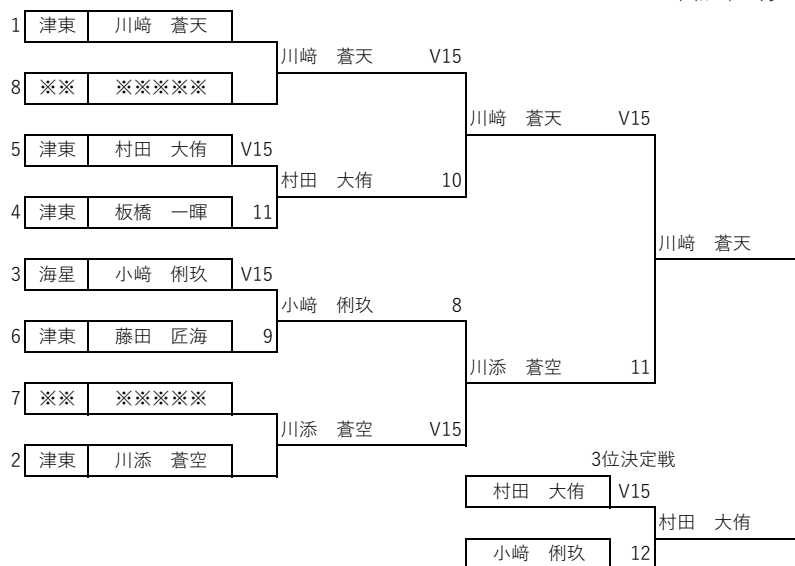 1 津東 川﨑　蒼天
川﨑　蒼天 V15
8 ※※ ※※※※※
川﨑　蒼天 V15
5 津東 村田　大侑 V15
村田　大侑 10
4 津東 板橋　一暉 11
川﨑　蒼天
3 海星 小﨑　俐玖 V15
小﨑　俐玖 8
6 津東 藤田　匠海 9
川添　蒼空 11
7 ※※ ※※※※※
川添　蒼空 V15
2 津東 川添　蒼空
3位決定戦
村田　大侑 V15
村田　大侑
小﨑　俐玖 12